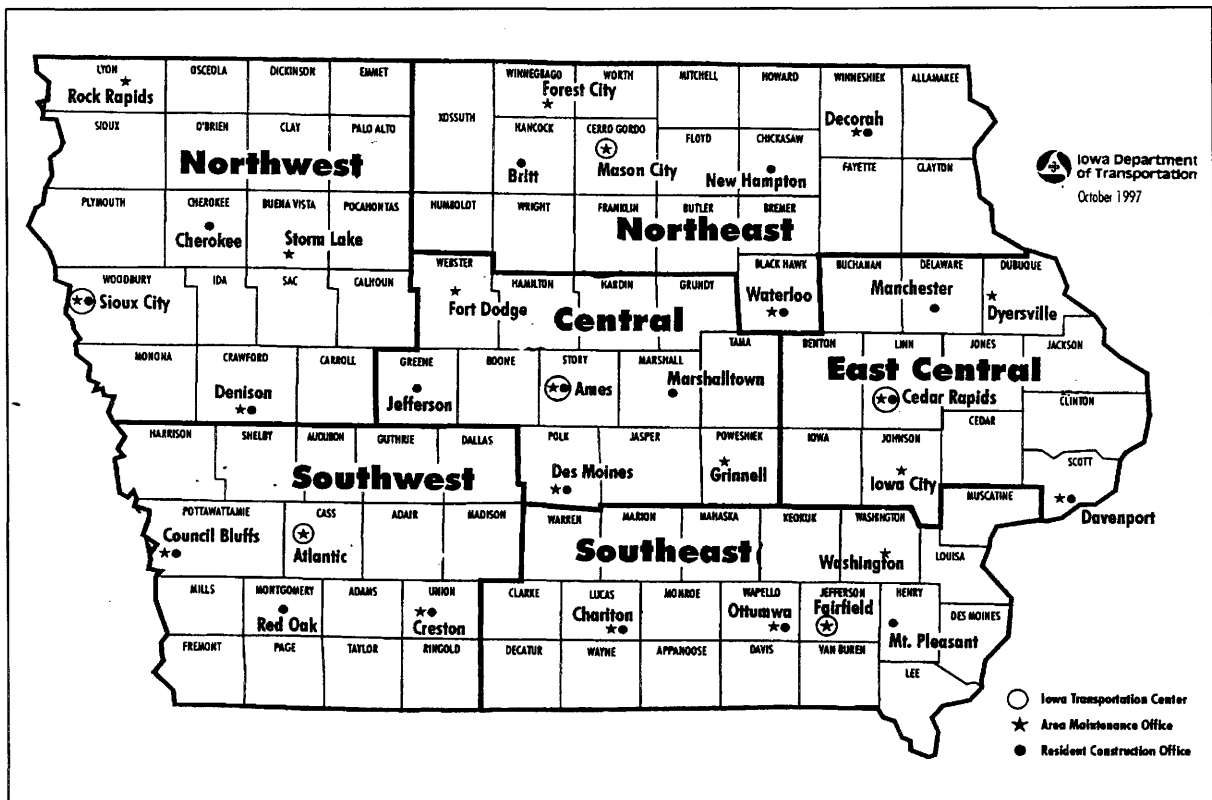 LYON
OSCEOLA
DICKINSON
EMMET
WINNEGBAGO
WORTH
MITCHELL
HOWARD
WINNESHIEK
ALLAMAKEE
Rock Rapids
Forest City
KOSSUTH
SIOUX
O'BRIEN
CLAY
PALO ALTO
HANCOCK
CERRO GORDO
FLOYD
CHICKASAW
Decorah
Northwest
Britt
Mason City
New Hampton
FAYETTE
CLAYTON
Iowa Department
of Transportation
October 1997
PLYMOUTH
CHEROKEE
BUENA VISTA
POCAHONTAS
HUMBOLDT
WRIGHT
FRANKLIN
BUTLER
BREMER
Cherokee
Storm Lake
Northeast
WOODBURY
IDA
SAC
CALHOUN
WEBSTER
HAMILTON
HARDIN
GRUNDY
BLACK HAWK
BUCHANAN
DELAWARE
DUBUQUE
Sioux City
Fort Dodge
Central
Waterloo
Manchester
Dyersville
MONONA
CRAWFORD
CARROLL
GREENE
BOONE
STORY
MARSHALL
TAMA
BENTON
LINN
JONES
JACKSON
Denison
Jefferson
Ames
Marshalltown
East Central
Cedar Rapids
CLINTON
HARRISON
SHELBY
AUDUBON
GUTHRIE
DALLAS
POLK
JASPER
POWESHIEK
IOWA
JOHNSON
CEDAR
SCOTT
Southwest
Des Moines
Grinnell
Iowa City
MUSCATINE
Davenport
POTTAWATTAMIE
CASS
ADAIR
MADISON
WARREN
MARION
MAHASKA
KEOKUK
WASHINGTON
Council Bluffs
Atlantic
Southeast
Washington
LOUISA
MILLS
MONTGOMERY
ADAMS
UNION
CLARKE
LUCAS
MONROE
WAPELLO
JEFFERSON
HENRY
DES MOINES
Red Oak
Creston
Chariton
Ottumwa
Fairfield
Mt. Pleasant
FREMONT
PAGE
TAYLOR
RINGOLD
DECATUR
WAYNE
APPANOOSE
DAVIS
VAN BUREN
LEE
Iowa Transportation Center
Area Maintenance Office
Resident Construction Office